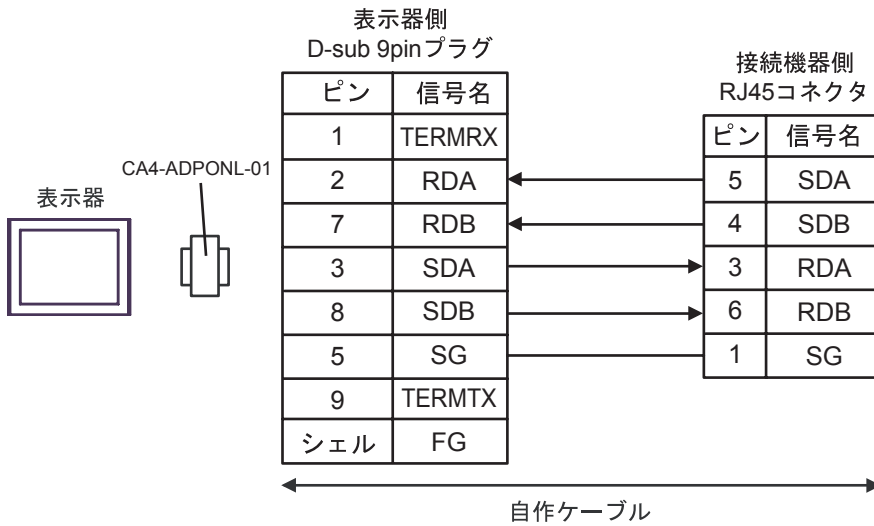 表示器側
D-sub 9pinプラグ
接続機器側
RJ45コネクタ
CA4-ADPONL-01
表示器
ピン 信号名
1 TERMRX
2 RDA
7 RDB
3 SDA
8 SDB
5 SG
9 TERMTX
シェル FG
ピン 信号名
5 SDA
4 SDB
3 RDA
6 RDB
1 SG
自作ケーブル